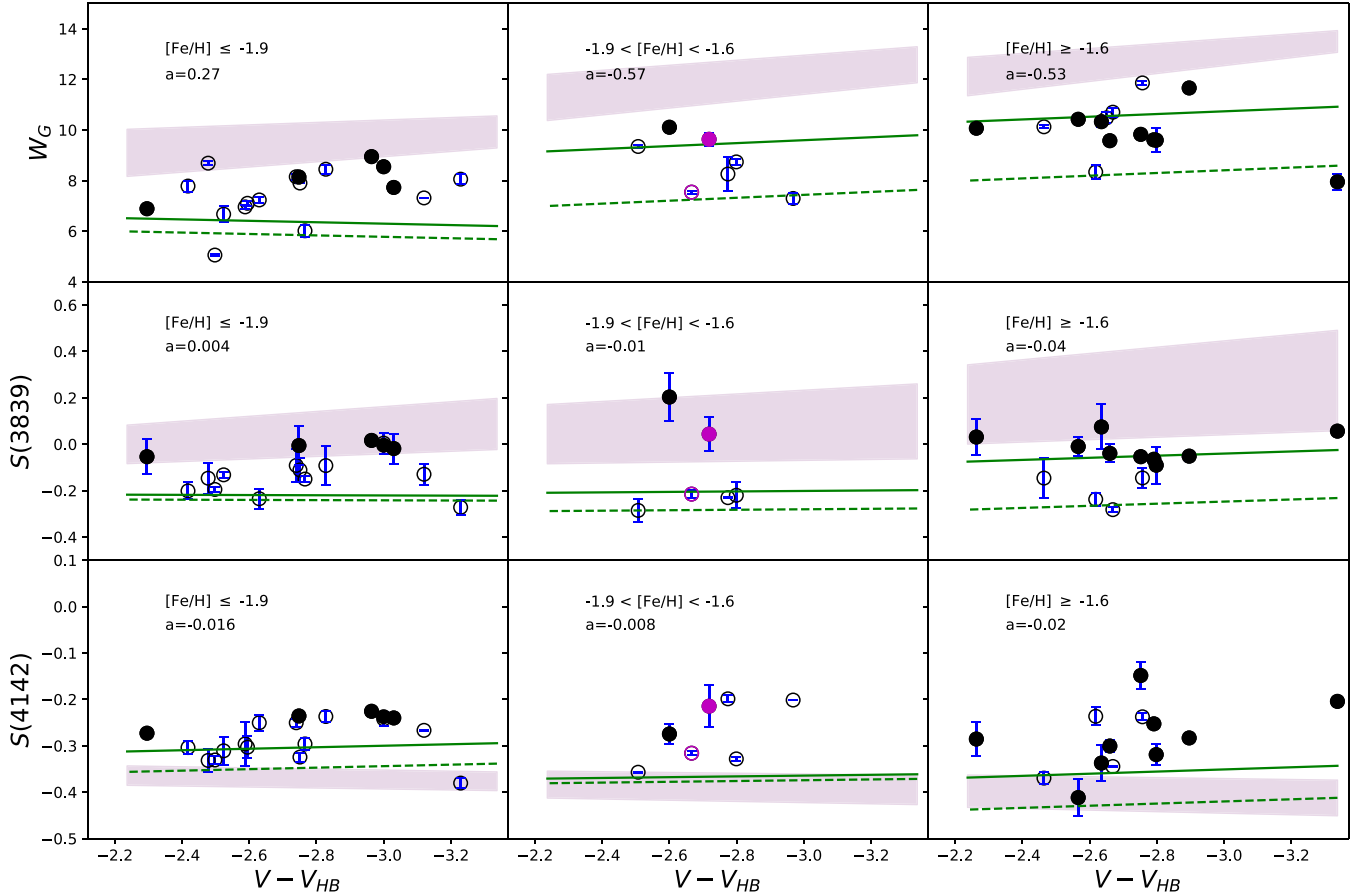 14
12
10
8
6
4
W_G
[Fe/H] ≤ -1.9
a=0.27
-1.9 < [Fe/H] < -1.6
a=-0.57
[Fe/H] ≥ -1.6
a=-0.53
0.6
0.4
0.2
0.0
−0.2
−0.4
S(3839)
[Fe/H] ≤ -1.9
a=0.004
-1.9 < [Fe/H] < -1.6
a=-0.01
[Fe/H] ≥ -1.6
a=-0.04
0.1
0.0
−0.1
−0.2
−0.3
−0.4
−0.5
S(4142)
[Fe/H] ≤ -1.9
a=-0.016
-1.9 < [Fe/H] < -1.6
a=-0.008
[Fe/H] ≥ -1.6
a=-0.02
−2.2 −2.4 −2.6 −2.8 −3.0 −3.2
−2.2 −2.4 −2.6 −2.8 −3.0 −3.2
−2.2 −2.4 −2.6 −2.8 −3.0 −3.2
V − V_HB
V − V_HB
V − V_HB